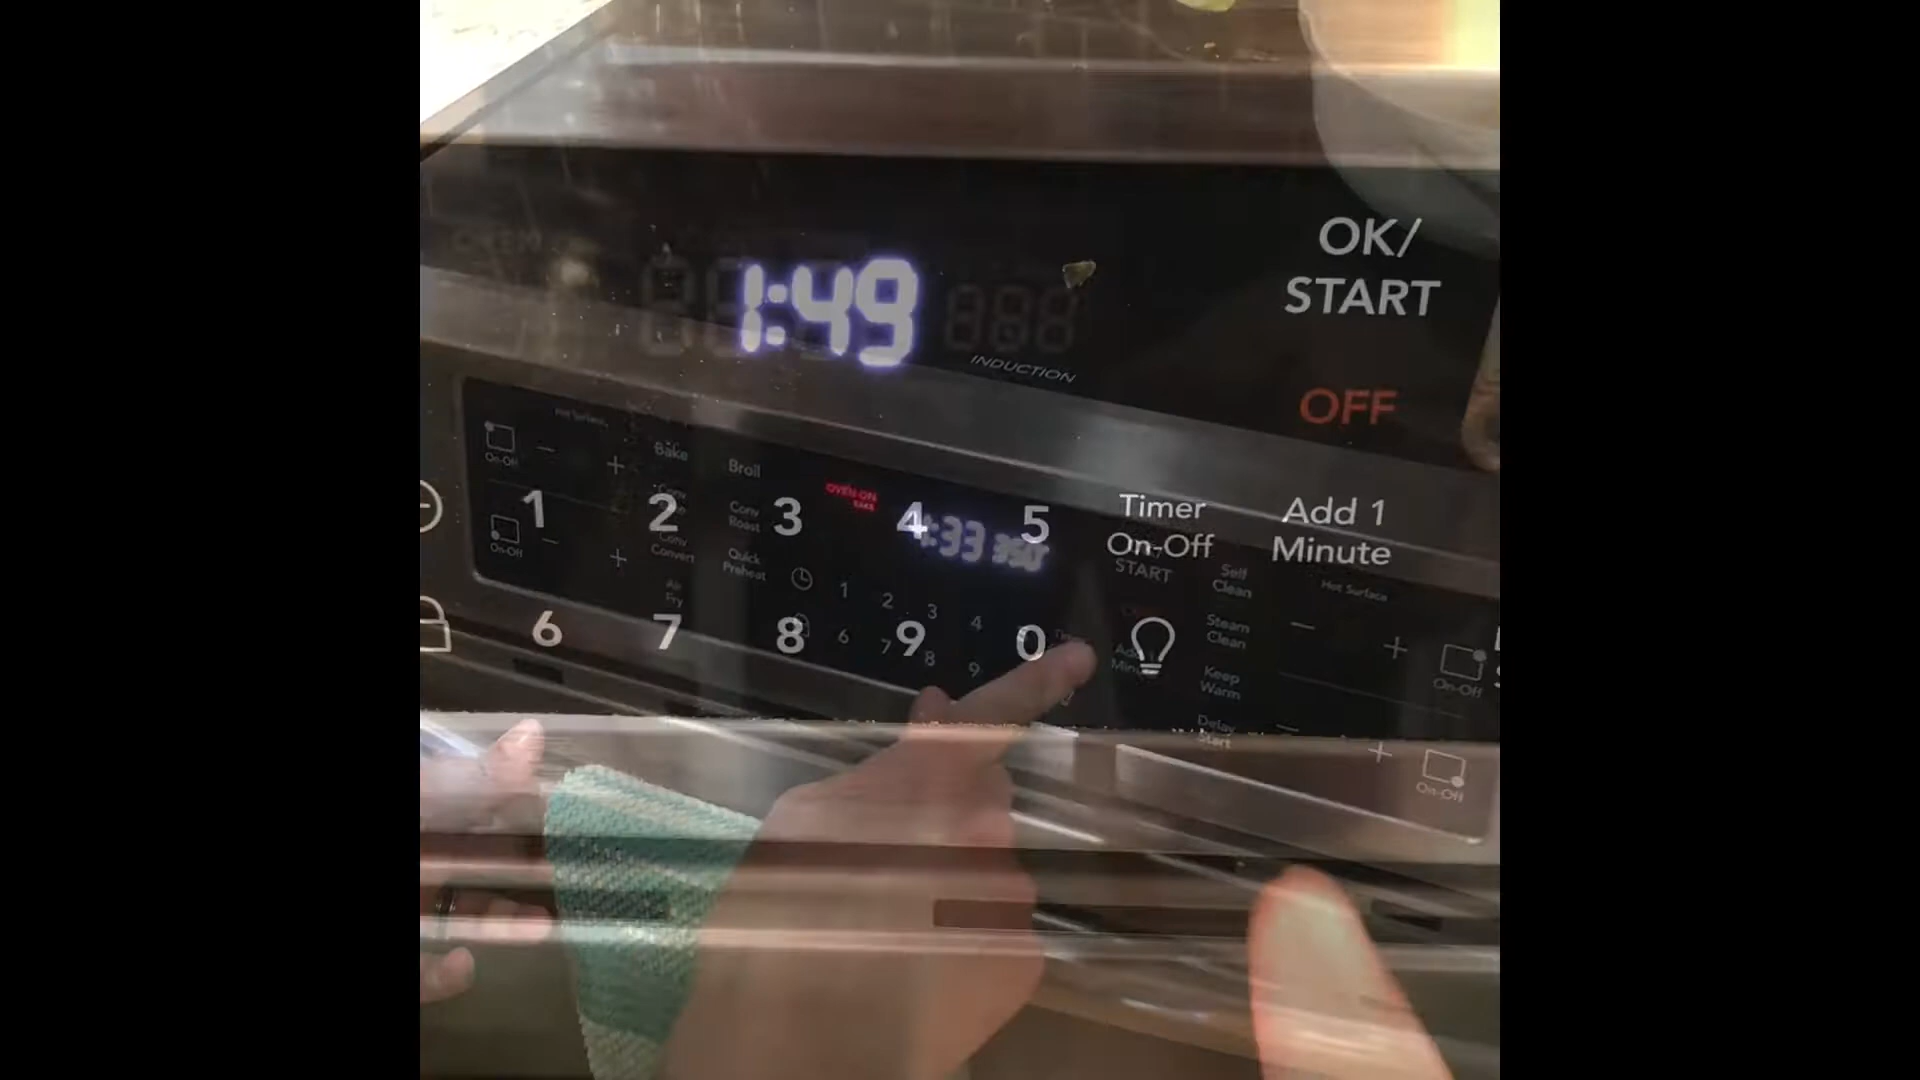 1:49
INDUCTION
OK/
START
OFF
1 2 3 4 5
Timer
On-Off
Add 1
Minute
6 7 8 9 0
On-Off
Bake
Broil
Conv
Roast
Conv
Convert
Quick
Preheat
Air
Fry
On-Off
OVEN ON
BAKE
:33 350
START
1 2 3 4
6 7 8 9
Self
Clean
Steam
Clean
Keep
Warm
Delay
Start
Hot Surface
On-Off
On-Off